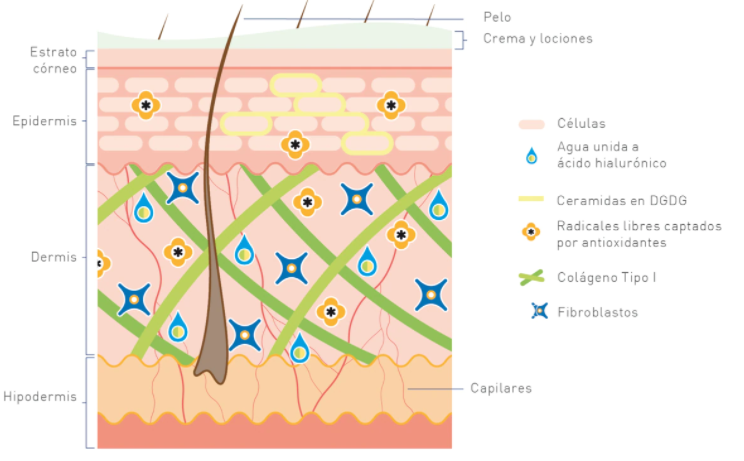 Pelo
Crema y lociones
Estrato
córneo
Epidermis
Dermis
Hipodermis
Células
Agua unida a
ácido hialurónico
Ceramidas en DGDG
Radicales libres captados
por antioxidantes
Colágeno Tipo I
Fibroblastos
Capilares